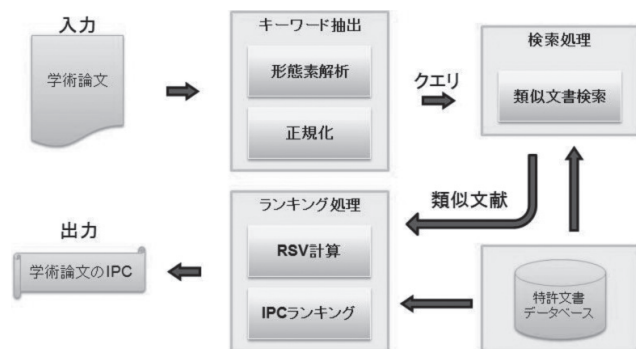 入力
学術論文
キーワード抽出
形態素解析
正規化
クエリ
検索処理
類似文書検索
類似文献
ランキング処理
RSV計算
IPCランキング
特許文書
データベース
出力
学術論文のIPC